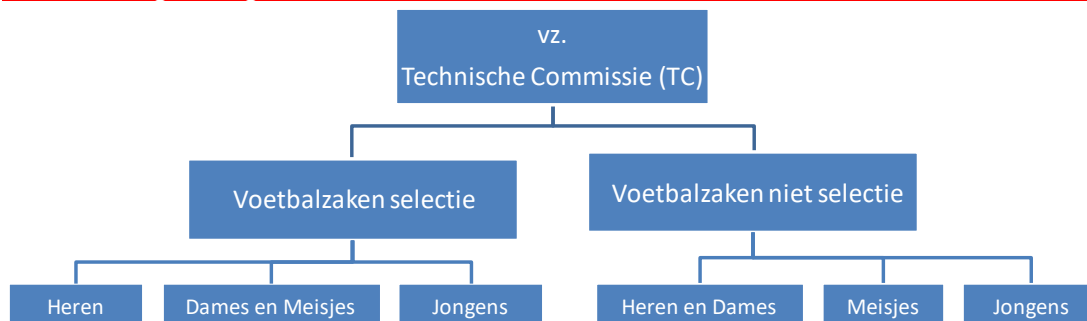 vz.
Technische Commissie (TC)
Voetbalzaken selectie
Voetbalzaken niet selectie
Heren
Dames en Meisjes
Jongens
Heren en Dames
Meisjes
Jongens